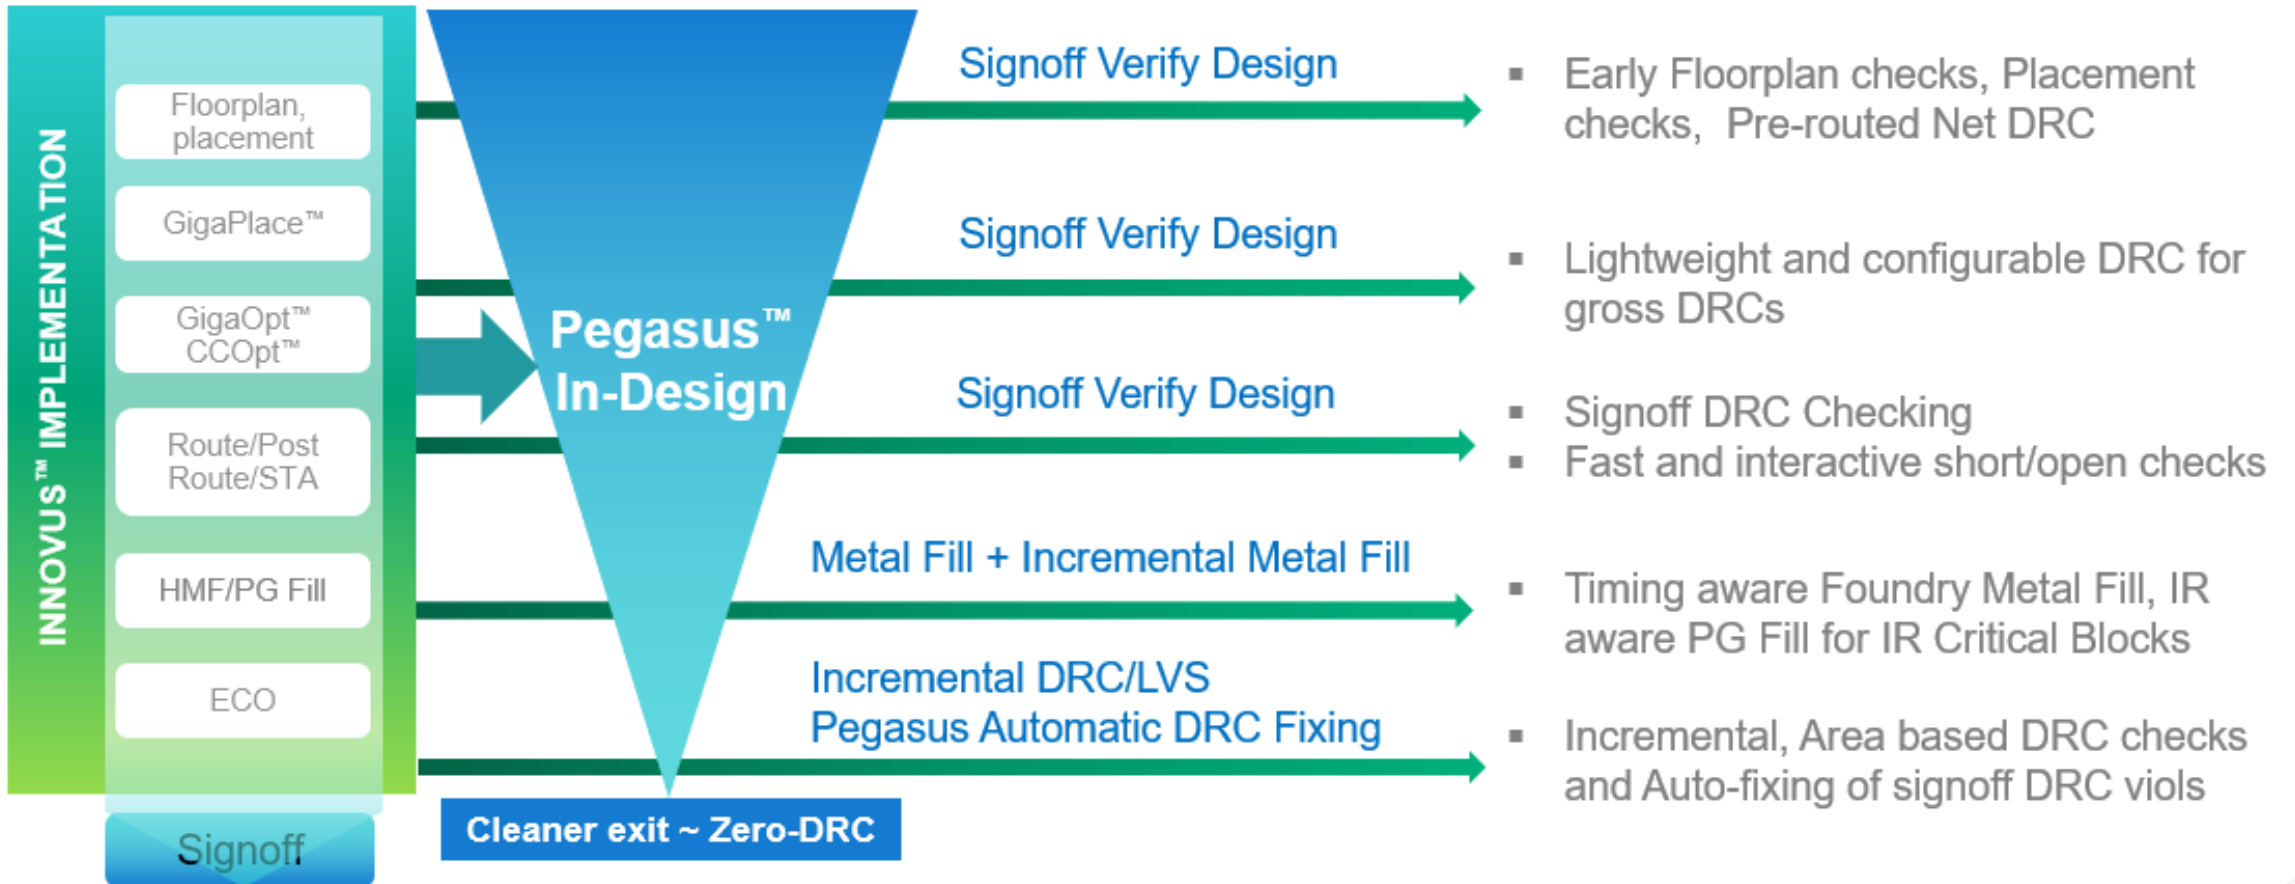 INNOVUS™ IMPLEMENTATION
Floorplan,
placement
GigaPlace™
GigaOpt™
CCOpt™
Route/Post
Route/STA
HMF/PG Fill
ECO
Signoff
Pegasus™
In-Design
Cleaner exit ~ Zero-DRC
Signoff Verify Design
Signoff Verify Design
Signoff Verify Design
Metal Fill + Incremental Metal Fill
Incremental DRC/LVS
Pegasus Automatic DRC Fixing
▪ Early Floorplan checks, Placement
checks, Pre-routed Net DRC
▪ Lightweight and configurable DRC for
gross DRCs
▪ Signoff DRC Checking
▪ Fast and interactive short/open checks
▪ Timing aware Foundry Metal Fill, IR
aware PG Fill for IR Critical Blocks
▪ Incremental, Area based DRC checks
and Auto-fixing of signoff DRC viols